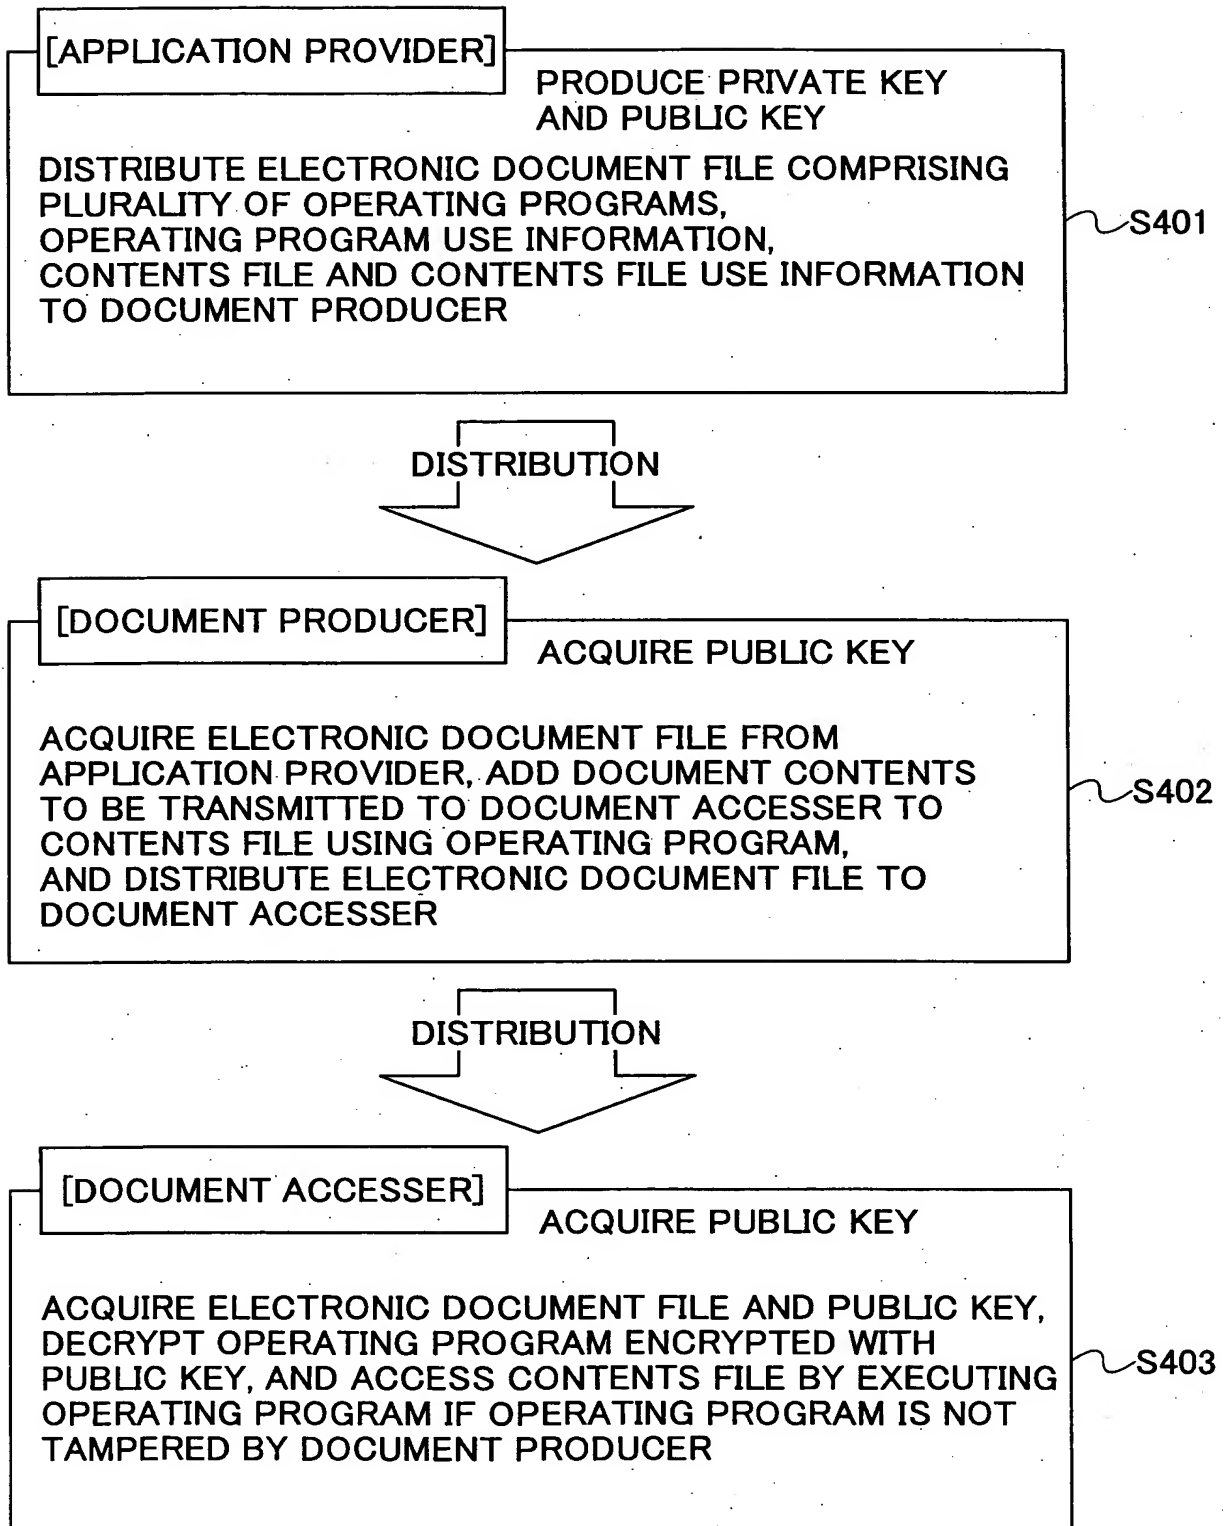 [APPLICATION PROVIDER]
PRODUCE PRIVATE KEY
AND PUBLIC KEY
DISTRIBUTE ELECTRONIC DOCUMENT FILE COMPRISING
PLURALITY OF OPERATING PROGRAMS,
OPERATING PROGRAM USE INFORMATION,
CONTENTS FILE AND CONTENTS FILE USE INFORMATION
TO DOCUMENT PRODUCER
S401
DISTRIBUTION
[DOCUMENT PRODUCER]
ACQUIRE PUBLIC KEY
ACQUIRE ELECTRONIC DOCUMENT FILE FROM
APPLICATION PROVIDER, ADD DOCUMENT CONTENTS
TO BE TRANSMITTED TO DOCUMENT ACCESSER TO
CONTENTS FILE USING OPERATING PROGRAM,
AND DISTRIBUTE ELECTRONIC DOCUMENT FILE TO
DOCUMENT ACCESSER
S402
DISTRIBUTION
[DOCUMENT ACCESSER]
ACQUIRE PUBLIC KEY
ACQUIRE ELECTRONIC DOCUMENT FILE AND PUBLIC KEY,
DECRYPT OPERATING PROGRAM ENCRYPTED WITH
PUBLIC KEY, AND ACCESS CONTENTS FILE BY EXECUTING
OPERATING PROGRAM IF OPERATING PROGRAM IS NOT
TAMPERED BY DOCUMENT PRODUCER
S403